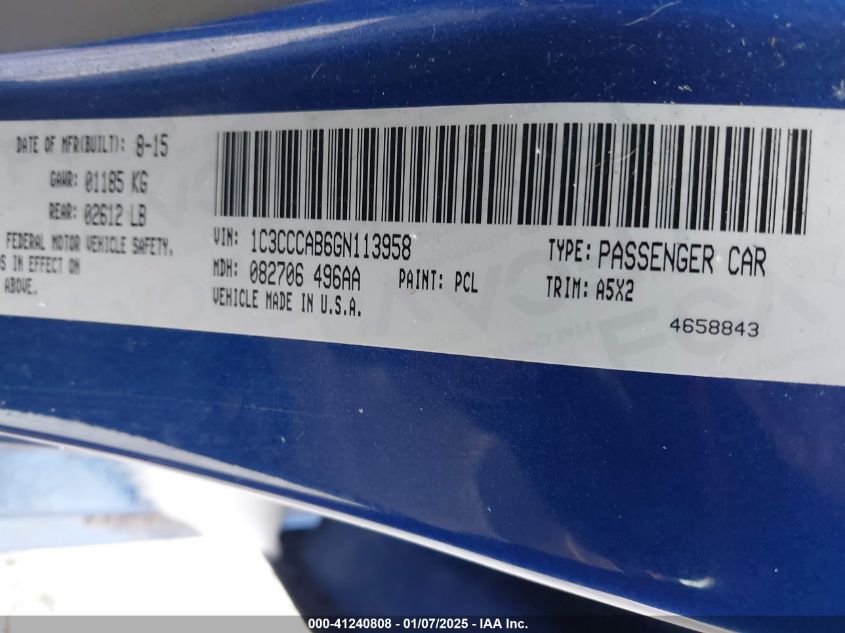 DATE OF MFR(BUILT): 8-15
GAWR: 01185 KG
REAR: 02612 LB
FEDERAL MOTOR VEHICLE SAFETY,
IN EFFECT ON
ABOVE.
VIN: 1C3CCCAB6GN113958
TYPE: PASSENGER CAR
MDH: 082706 496AA
PAINT: PCL
TRIM: A5X2
VEHICLE MADE IN U.S.A.
4658843
000-41240808 - 01/07/2025 - © IAA, Inc.